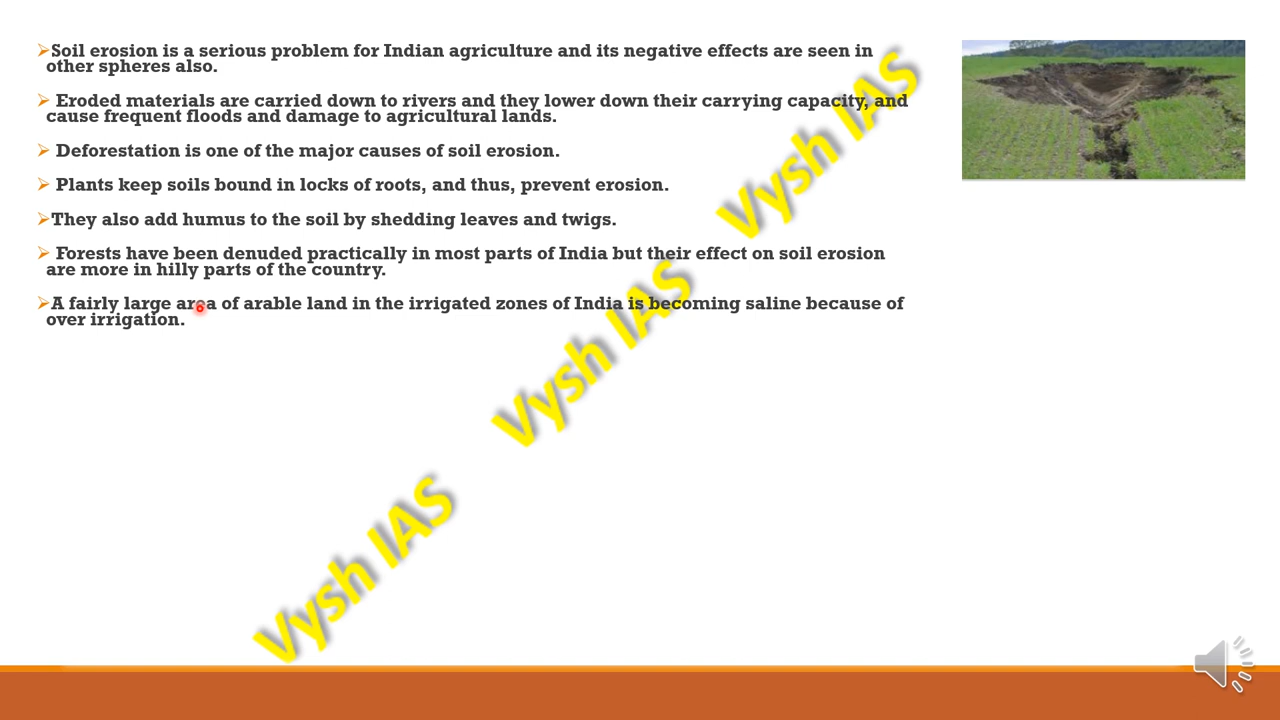 ➢Soil erosion is a serious problem for Indian agriculture and its negative effects are seen in
other spheres also.
➢ Eroded materials are carried down to rivers and they lower down their carrying capacity, and
cause frequent floods and damage to agricultural lands.
➢ Deforestation is one of the major causes of soil erosion.
➢ Plants keep soils bound in locks of roots, and thus, prevent erosion.
➢They also add humus to the soil by shedding leaves and twigs.
➢ Forests have been denuded practically in most parts of India but their effect on soil erosion
are more in hilly parts of the country.
➢A fairly large area of arable land in the irrigated zones of India is becoming saline because of
over irrigation.
Vysh IAS
Vysh IAS
Vysh IAS